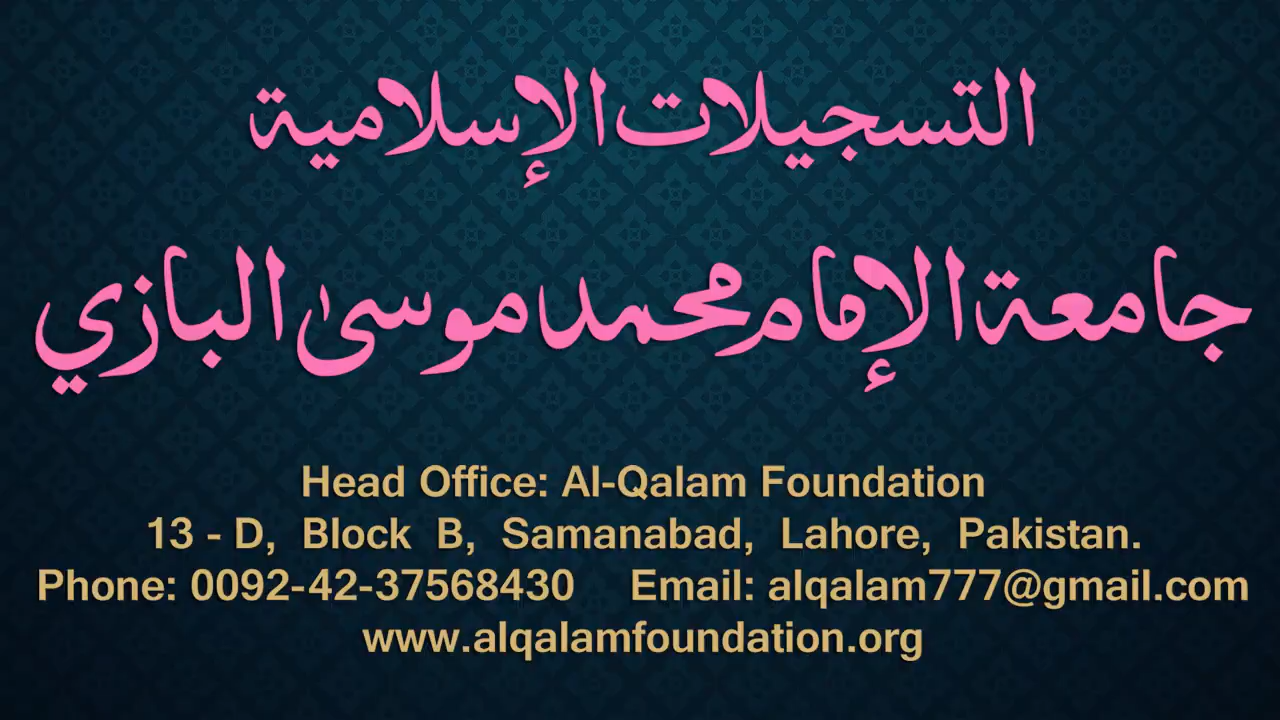 التسجيلات الإسلامية
جامعة الإمام محمد موسىٰ البازي
Head Office: Al-Qalam Foundation
13 - D, Block B, Samanabad, Lahore, Pakistan.
Phone: 0092-42-37568430 Email: alqalam777@gmail.com
www.alqalamfoundation.org